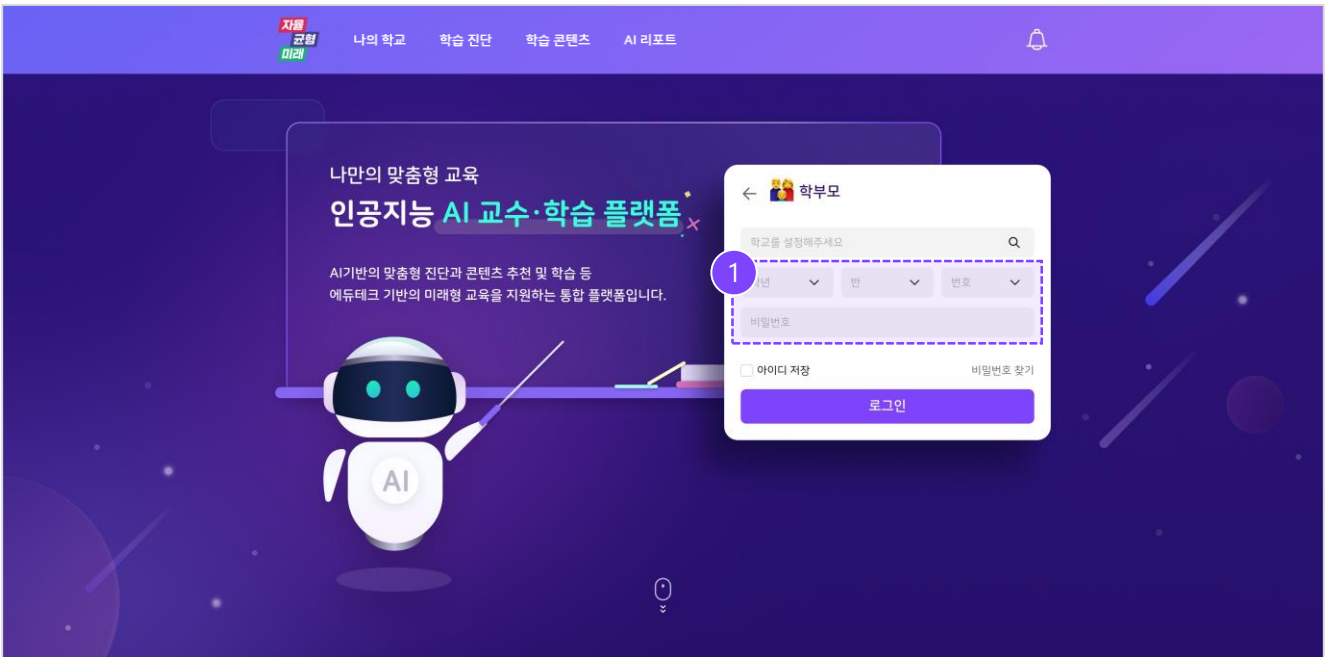 자율
균형
미래
나의 학교 학습 진단 학습 콘텐츠 AI 리포트
나만의 맞춤형 교육
인공지능 AI 교수·학습 플랫폼
AI기반의 맞춤형 진단과 콘텐츠 추천 및 학습 등
에듀테크 기반의 미래형 교육을 지원하는 통합 플랫폼입니다.
AI
학부모
학교를 설정해주세요
1
반 번호
비밀번호
아이디 저장 비밀번호 찾기
로그인